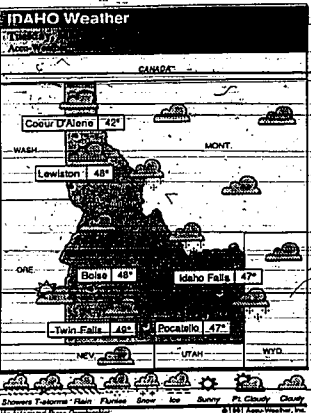 IDAHO Weather
CANADA
Coeur D'Alene 42°
WASH.
MONT.
Lewiston 48°
ORE.
Boise 48°
Idaho Falls 47°
Twin Falls 49°
Pocatello 47°
NEV.
UTAH
WYO.
Showers T-storms Rain Flurries Snow Ice Sunny Pt. Cloudy Cloudy
Accu-Weather, Inc.